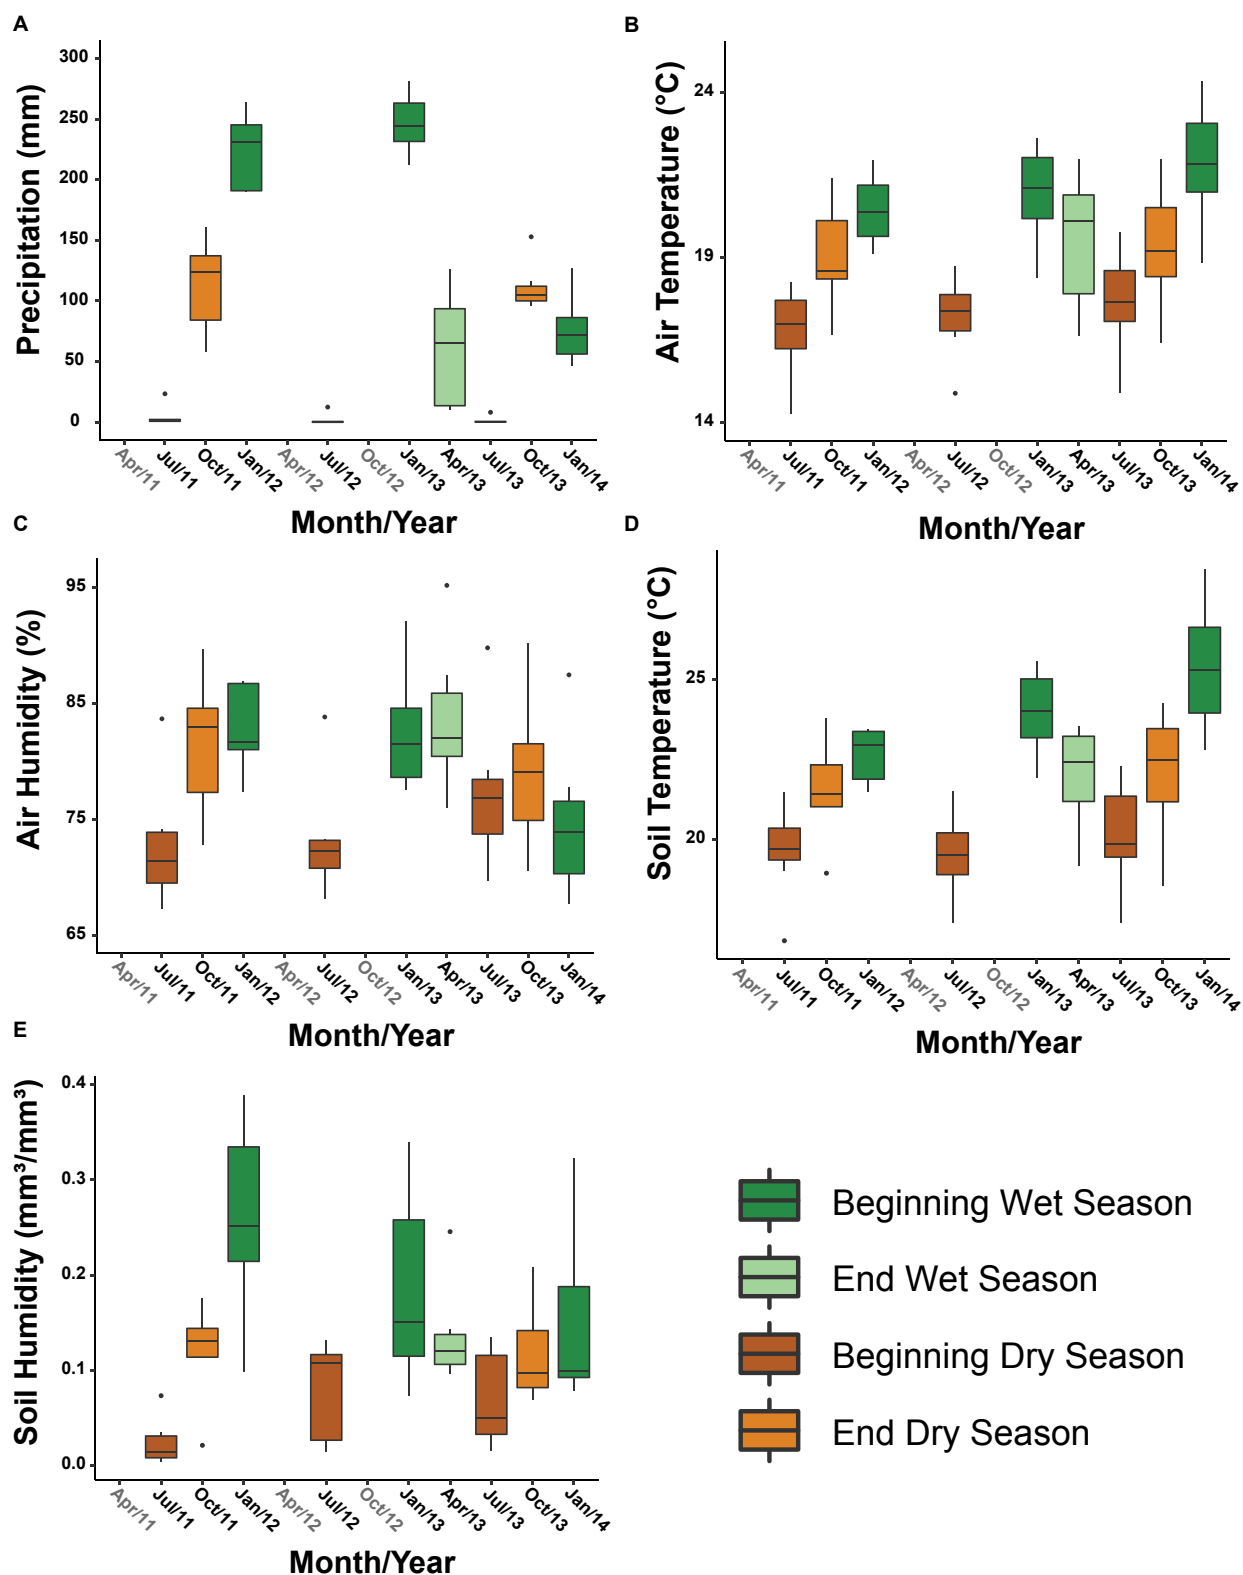 A
Precipitation (mm)
300
250
200
150
100
50
0
Apr/11
Jul/11
Oct/11
Jan/12
Apr/12
Jul/12
Oct/12
Jan/13
Apr/13
Jul/13
Oct/13
Jan/14
Month/Year
B
Air Temperature (°C)
24
19
14
Apr/11
Jul/11
Oct/11
Jan/12
Apr/12
Jul/12
Oct/12
Jan/13
Apr/13
Jul/13
Oct/13
Jan/14
Month/Year
C
Air Humidity (%)
95
85
75
65
Apr/11
Jul/11
Oct/11
Jan/12
Apr/12
Jul/12
Oct/12
Jan/13
Apr/13
Jul/13
Oct/13
Jan/14
Month/Year
D
Soil Temperature (°C)
25
20
Apr/11
Jul/11
Oct/11
Jan/12
Apr/12
Jul/12
Oct/12
Jan/13
Apr/13
Jul/13
Oct/13
Jan/14
Month/Year
E
Soil Humidity (mm³/mm³)
0.4
0.3
0.2
0.1
0.0
Apr/11
Jul/11
Oct/11
Jan/12
Apr/12
Jul/12
Oct/12
Jan/13
Apr/13
Jul/13
Oct/13
Jan/14
Month/Year
Beginning Wet Season
End Wet Season
Beginning Dry Season
End Dry Season